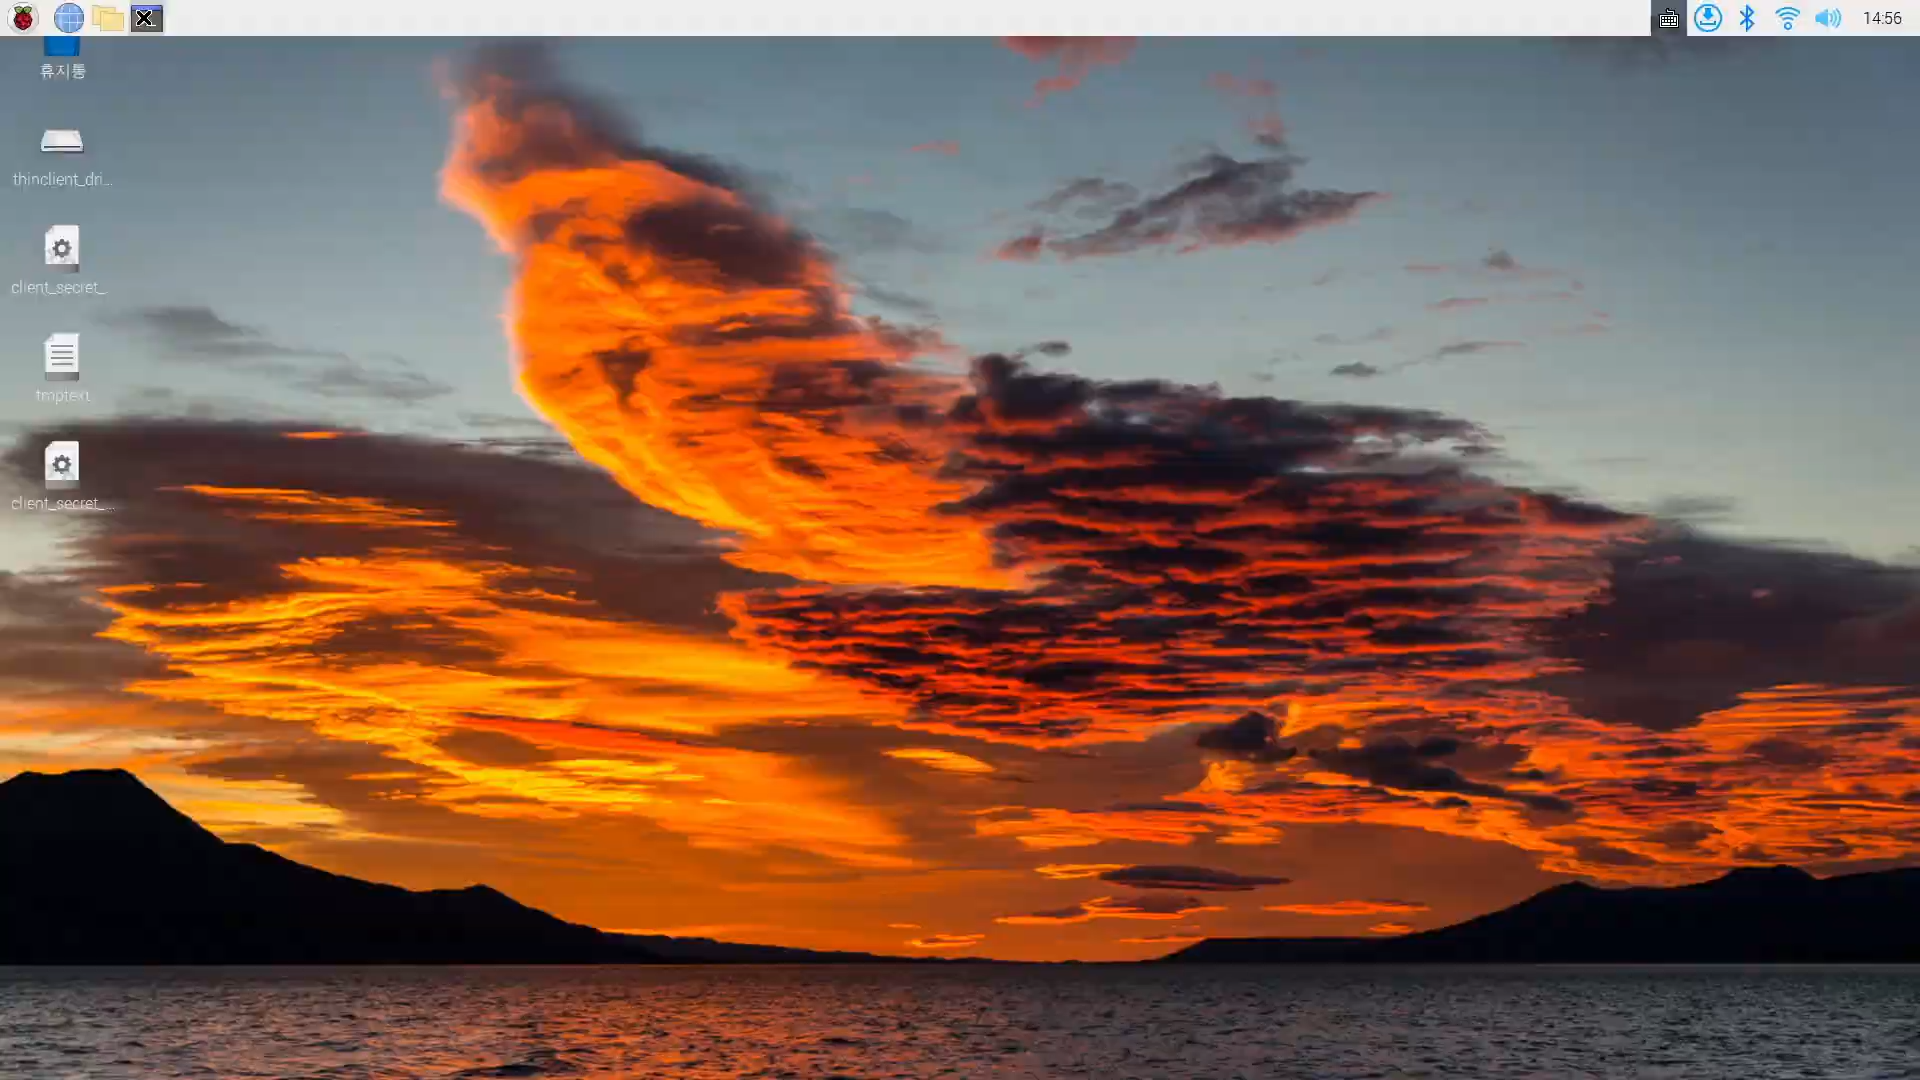 14:56
휴지통
thinclient_dri...
client_secret_...
tmptext
client_secret_...